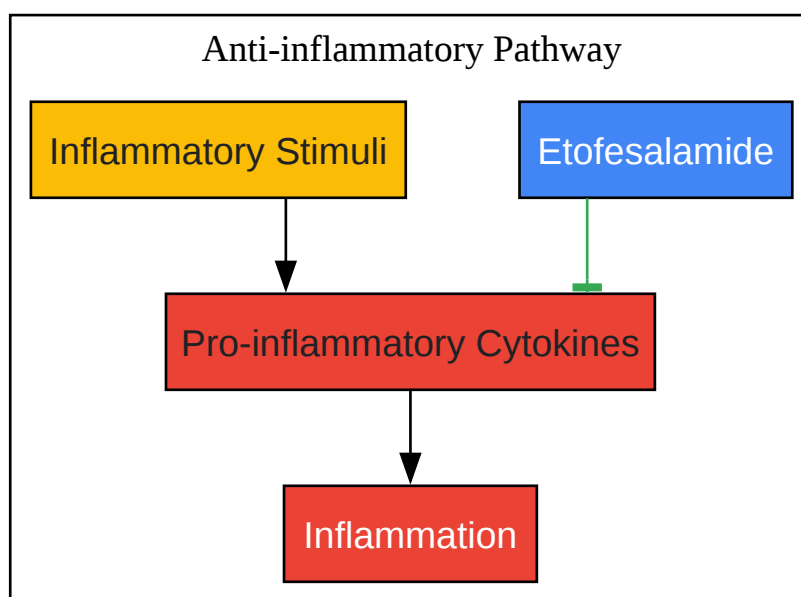 Anti-inflammatory Pathway
Inflammatory Stimuli
Etofesalamide
Pro-inflammatory Cytokines
Inflammation